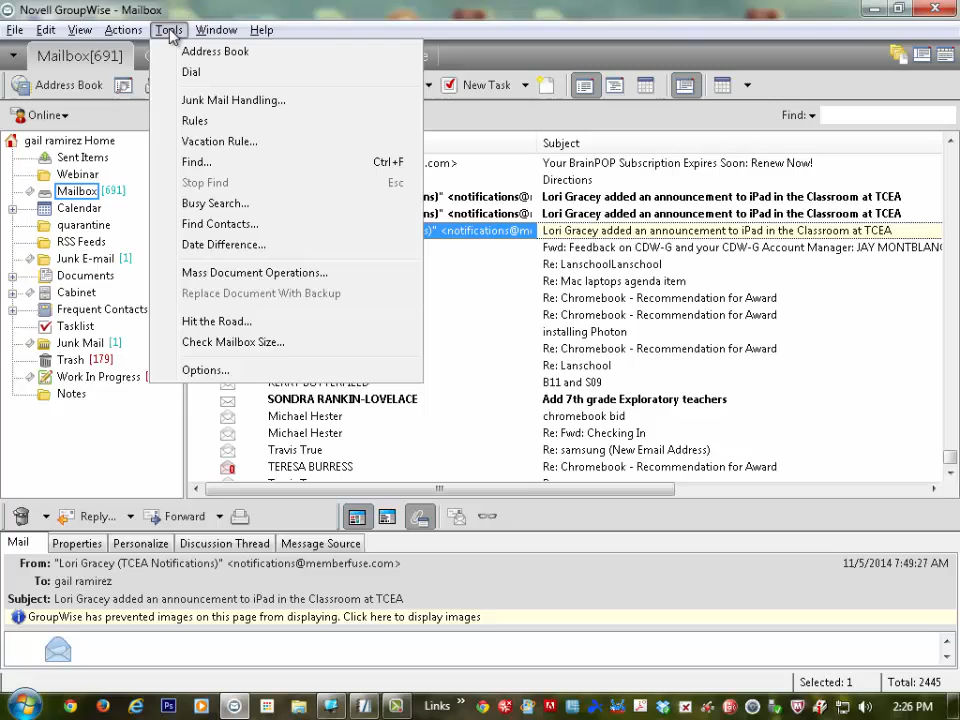 Novell GroupWise - Mailbox
File Edit View Actions Tools Window Help
Mailbox[691]
Address Book
New Task
Online
Find:
Address Book
Dial
Junk Mail Handling...
Rules
Vacation Rule...
Find... Ctrl+F
Stop Find Esc
Busy Search...
Find Contacts...
Date Difference...
Mass Document Operations...
Replace Document With Backup
Hit the Road...
Check Mailbox Size...
Options...
gail ramirez Home
Sent Items
Webinar
Mailbox [691]
Calendar
quarantine
RSS Feeds
Junk E-mail [1]
Documents
Cabinet
Frequent Contacts
Tasklist
Junk Mail [1]
Trash [179]
Work In Progress
Notes
Subject
.com> Your BrainPOP Subscription Expires Soon: Renew Now!
Directions
ns)" <notifications@ Lori Gracey added an announcement to iPad in the Classroom at TCEA
ns)" <notifications@ Lori Gracey added an announcement to iPad in the Classroom at TCEA
s)" <notifications@m Lori Gracey added an announcement to iPad in the Classroom at TCEA
Fwd: Feedback on CDW-G and your CDW-G Account Manager: JAY MONTBLANC
Re: LanschoolLanschool
Re: Mac laptops agenda item
Re: Chromebook - Recommendation for Award
Re: Chromebook - Recommendation for Award
installing Photon
Re: Chromebook - Recommendation for Award
Re: Lanschool
B11 and S09
SONDRA RANKIN-LOVELACE Add 7th grade Exploratory teachers
Michael Hester chromebook bid
Michael Hester Re: Fwd: Checking In
Travis True Re: samsung (New Email Address)
TERESA BURRESS Re: Chromebook - Recommendation for Award
Reply... Forward
Mail Properties Personalize Discussion Thread Message Source
From: "Lori Gracey (TCEA Notifications)" <notifications@memberfuse.com> 11/5/2014 7:49:27 AM
To: gail ramirez
Subject: Lori Gracey added an announcement to iPad in the Classroom at TCEA
GroupWise has prevented images on this page from displaying. Click here to display images
Selected: 1 Total: 2445
Links » 2:26 PM